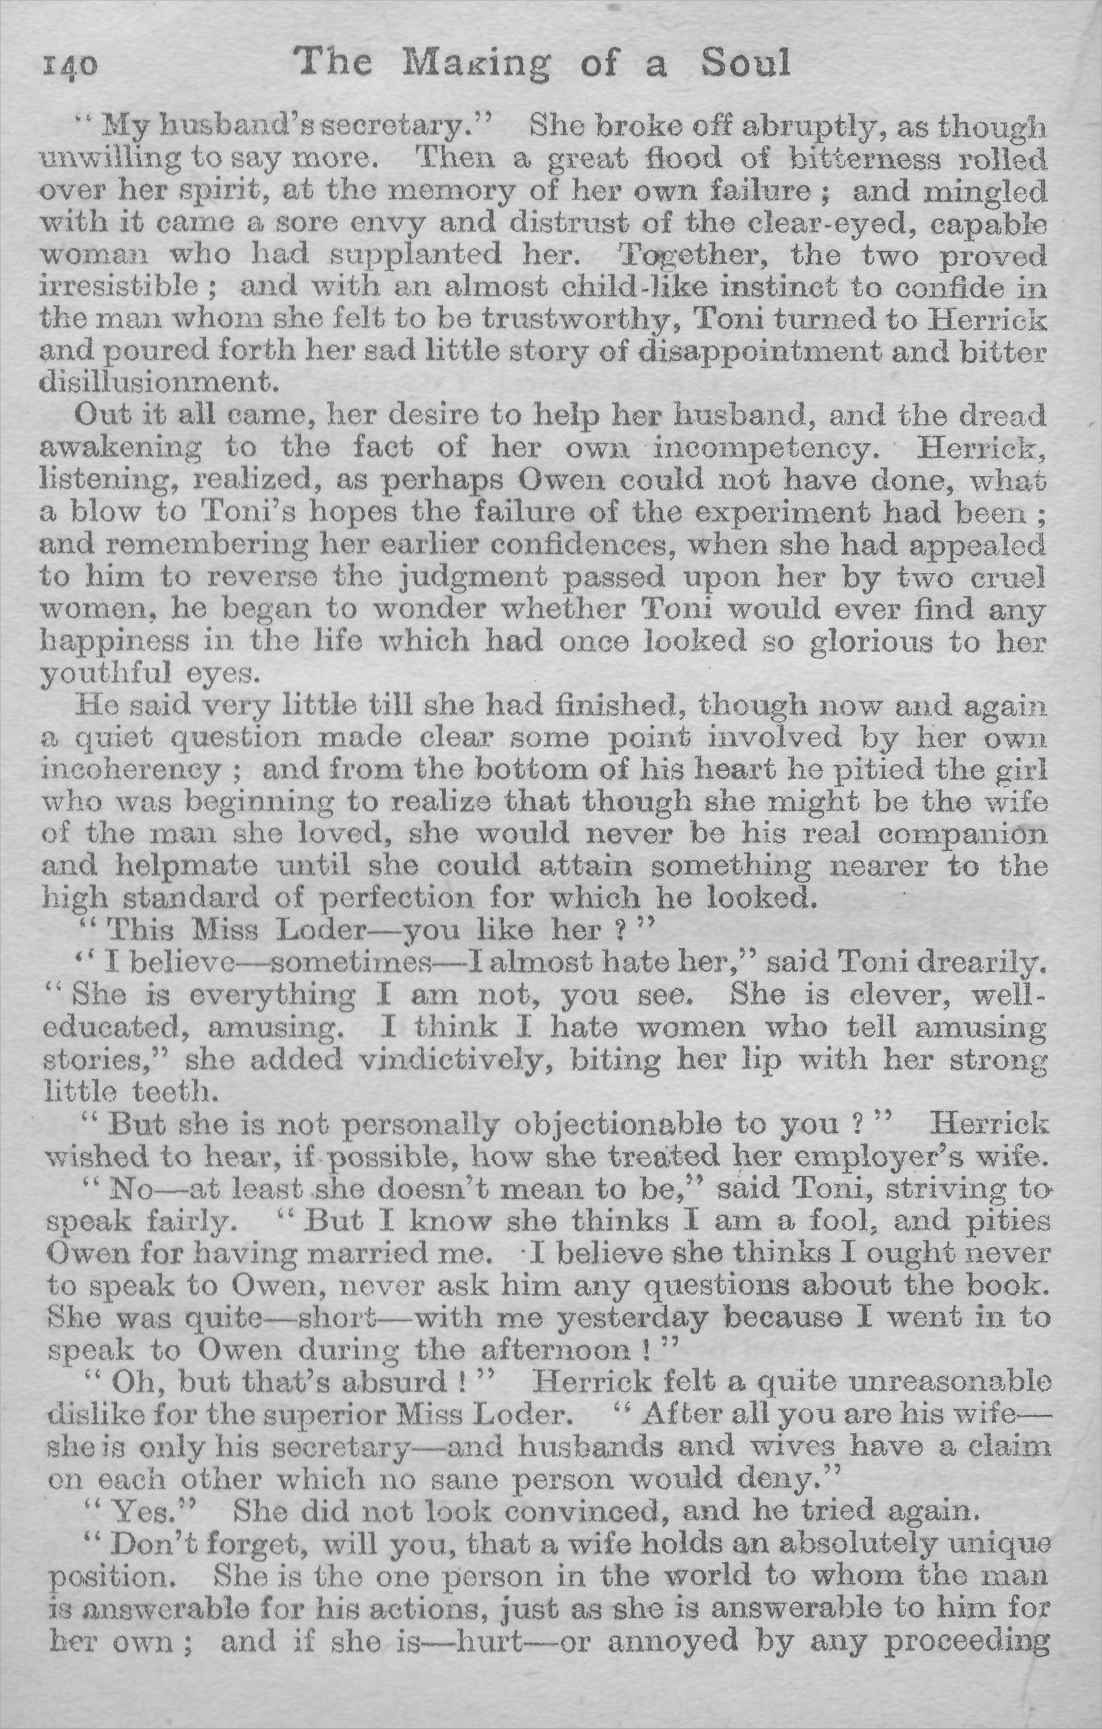 140 The Making of a Soul
“ My husband’s secretary.” She broke off abruptly, as though
unwilling to say more. Then a great flood of bitterness rolled
over her spirit, at the memory of her own failure ; and mingled
with it came a sore envy and distrust of the clear-eyed, capable
woman who had supplanted her. Together, the two proved
irresistible ; and with an almost child-like instinct to confide in
the man whom she felt to be trustworthy, Toni turned to Herrick
and poured forth her sad little story of disappointment and bitter
disillusionment.
Out it all came, her desire to help her husband, and the dread
awakening to the fact of her own incompetency. Herrick,
listening, realized, as perhaps Owen could not have done, what
a blow to Toni’s hopes the failure of the experiment had been ;
and remembering her earlier confidences, when she had appealed
to him to reverse the judgment passed upon her by two cruel
women, he began to wonder whether Toni would ever find any
happiness in the life which had once looked so glorious to her
youthful eyes.
He said very little till she had finished, though now and again
a quiet question made clear some point involved by her own
incoherency ; and from the bottom of his heart he pitied the girl
who was beginning to realize that though she might be the wife
of the man she loved, she would never be his real companion
and helpmate until she could attain something nearer to the
high standard of perfection for which he looked.
“ This Miss Loder—you like her ? ”
“ I believe—sometimes—I almost hate her,” said Toni drearily.
“ She is everything I am not, you see. She is clever, well-
educated, amusing. I think I hate women who tell amusing
stories,” she added vindictively, biting her lip with her strong
little teeth.
“ But she is not personally objectionable to you ? ” Herrick
wished to hear, if possible, how she treated her employer’s wife.
“ No—at least she doesn’t mean to be,” said Toni, striving to
speak fairly. “ But I know she thinks I am a fool, and pities
Owen for having married me. I believe she thinks I ought never
to speak to Owen, never ask him any questions about the book.
She was quite—short—with me yesterday because I went in to
speak to Owen during the afternoon ! ”
“ Oh, but that’s absurd ! ” Herrick felt a quite unreasonable
dislike for the superior Miss Loder. “ After all you are his wife—
she is only his secretary—and husbands and wives have a claim
on each other which no sane person would deny.”
“ Yes.” She did not look convinced, and he tried again.
“ Don’t forget, will you, that a wife holds an absolutely unique
position. She is the one person in the world to whom the man
is answerable for his actions, just as she is answerable to him for
her own ; and if she is—hurt—or annoyed by any proceeding